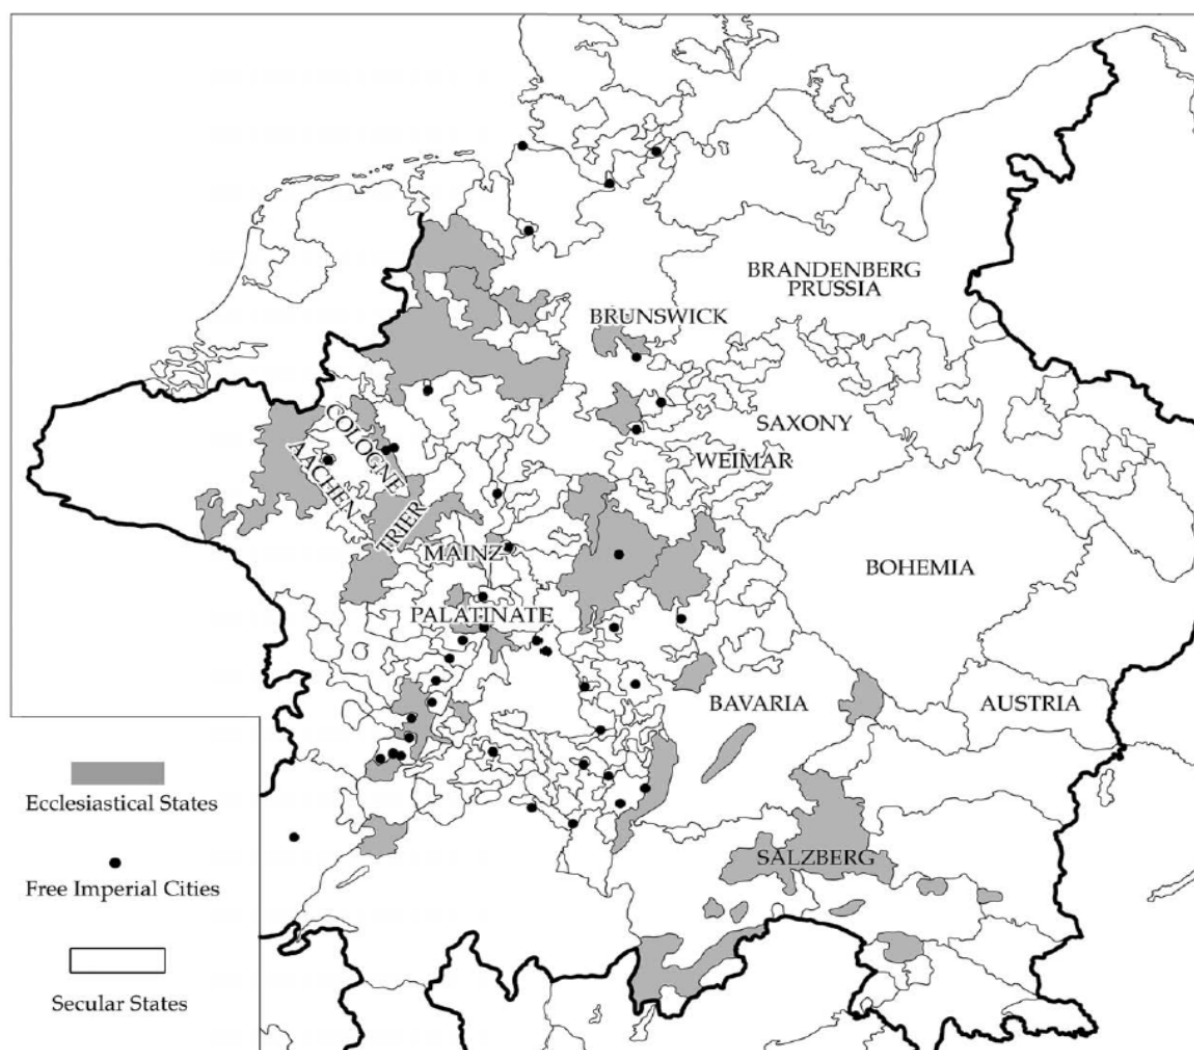 BRANDENBERG
PRUSSIA
BRUNSWICK
COLOGNE
AACHEN
SAXONY
WEIMAR
TRIER
MAINZ
BOHEMIA
PALATINATE
BAVARIA
AUSTRIA
SALZBERG
Ecclesiastical States
Free Imperial Cities
Secular States